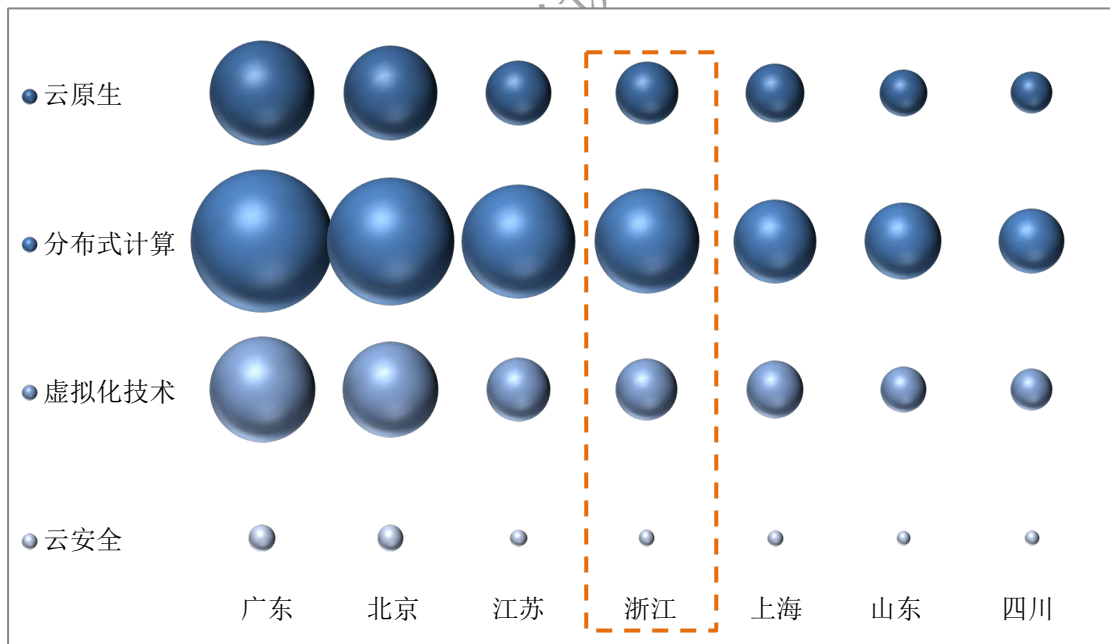 云原生
分布式计算
虚拟化技术
云安全
广东 北京 江苏 浙江 上海 山东 四川